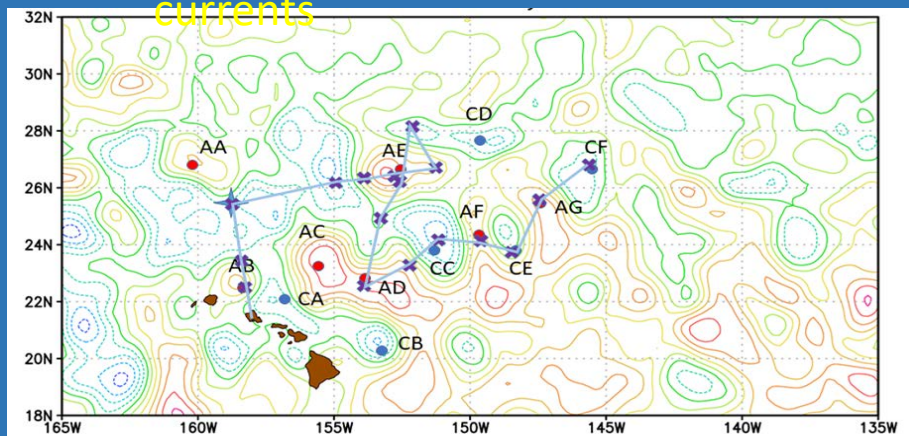 currents
32N
30N
CD
28N
AA
AE
CF
26N
AF
AG
AC
24N
AB
CC
CE
AD
CA
22N
CB
20N
18N
165W 160W 155W 150W 145W 140W 135W